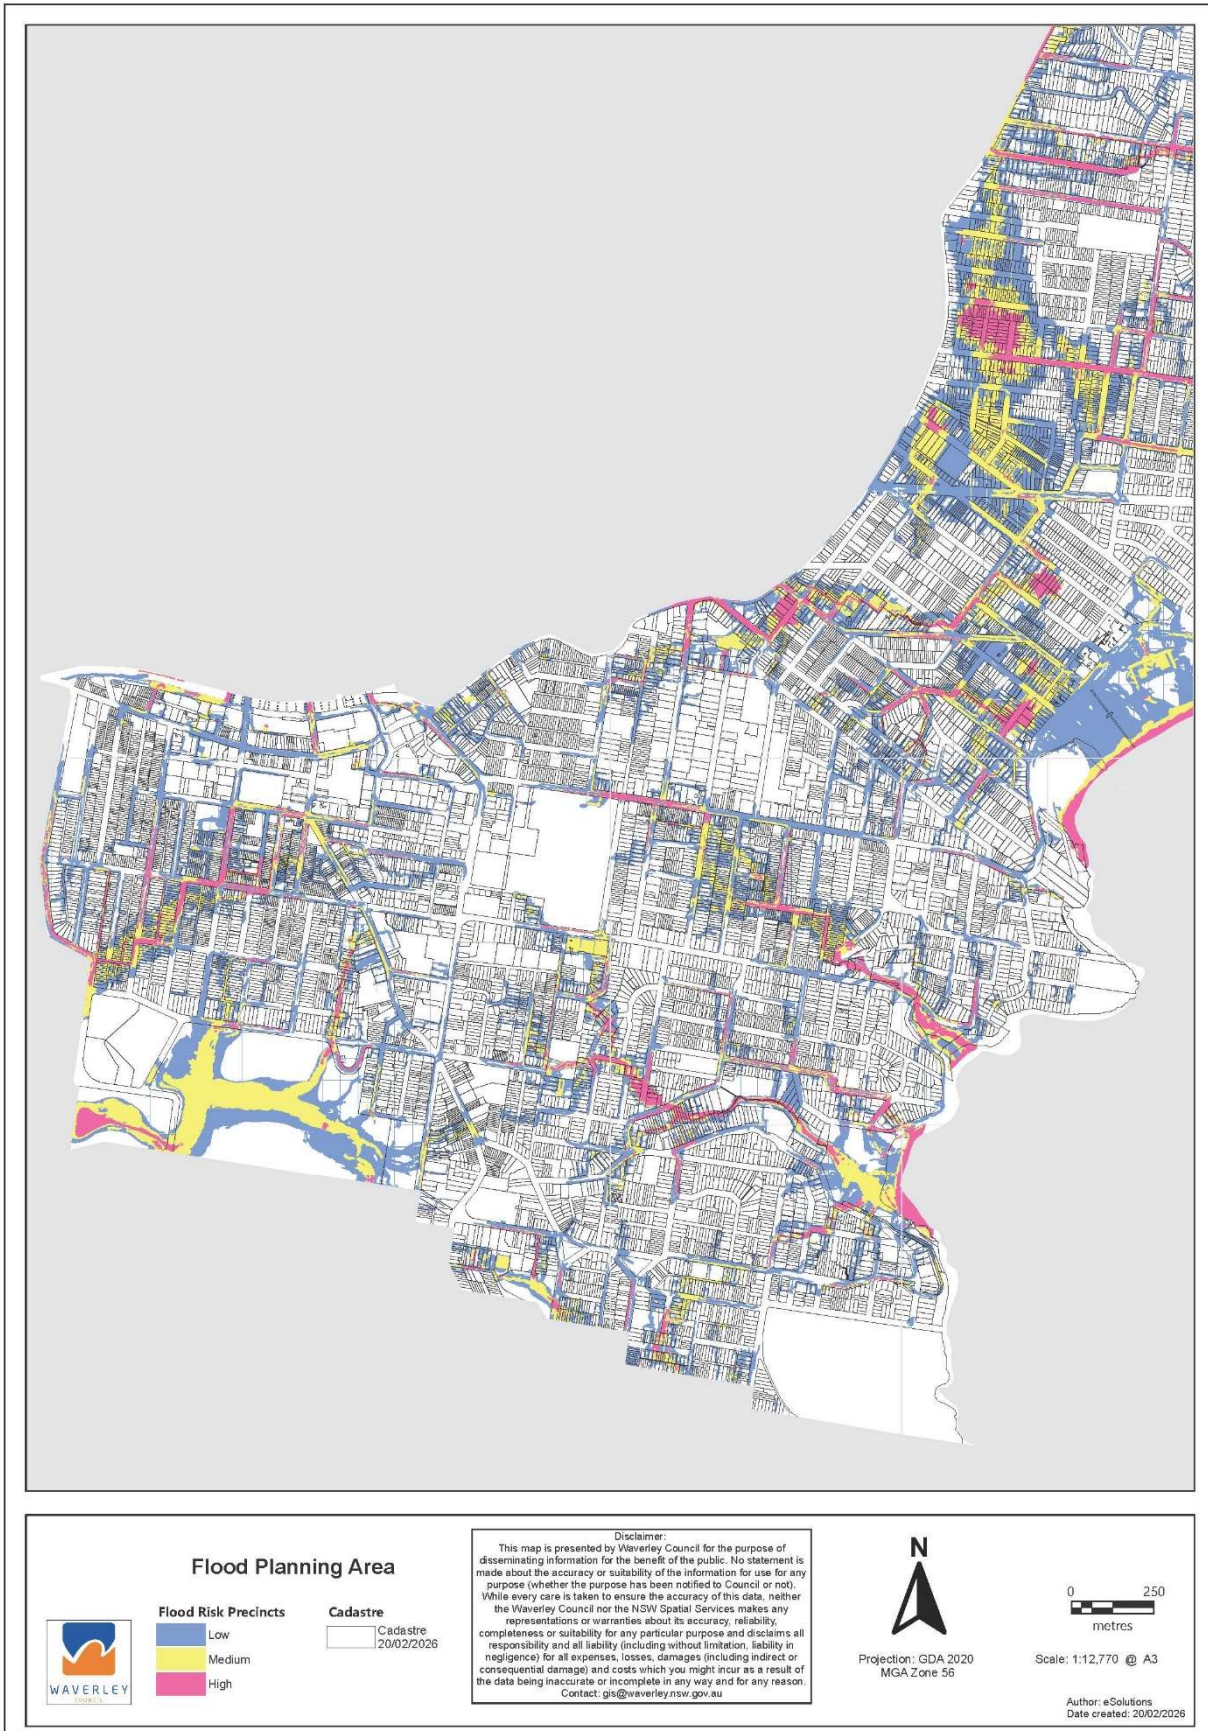 Flood Planning Area
Flood Risk Precincts
Low
Medium
High
Cadastre
Cadastre
20/02/2026
WAVERLEY
COUNCIL
Disclaimer:
This map is presented by Waverley Council for the purpose of
disseminating information for the benefit of the public. No statement is
made about the accuracy or suitability of the information for use for any
purpose (whether the purpose has been notified to Council or not).
While every care is taken to ensure the accuracy of this data, neither
the Waverley Council nor the NSW Spatial Services makes any
representations or warranties about its accuracy, reliability,
completeness or suitability for any particular purpose and disclaims all
responsibility and all liability (including without limitation, liability in
negligence) for all expenses, losses, damages (including indirect or
consequential damage) and costs which you might incur as a result of
the data being inaccurate or incomplete in any way and for any reason.
Contact: gis@waverley.nsw.gov.au
N
Projection: GDA 2020
MGA Zone 56
0 250
metres
Scale: 1:12,770 @ A3
Author: eSolutions
Date created: 20/02/2026